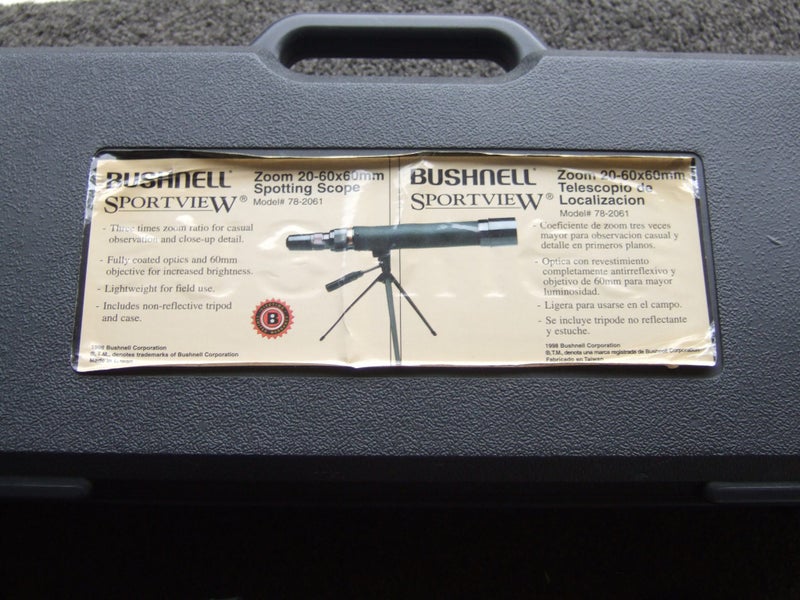 BUSHNELL®
SPORTVIEW®
Zoom 20-60x60mm
Spotting Scope
Model# 78-2061
- Three times zoom ratio for casual
observation and close-up detail.
- Fully coated optics and 60mm
objective for increased brightness.
- Lightweight for field use.
- Includes non-reflective tripod
and case.
B
1998 Bushnell Corporation
B,T.M., denotes trademarks of Bushnell Corporation
Made in Taiwan
BUSHNELL®
SPORTVIEW®
Zoom 20-60x60mm
Telescopio de
Localizacion
Model# 78-2061
- Coeficiente de zoom tres veces
mayor para observacion casual y
detalle en primeros planos.
- Optica con revestimiento
completamente antirreflexivo y
objetivo de 60mm para mayor
luminosidad.
- Ligera para usarse en el campo.
- Se incluye tripode no reflectante
y estuche.
1998 Bushnell Corporation
B,T.M., denota una marca registrada de Bushnell Corporation
Fabricado en Taiwan